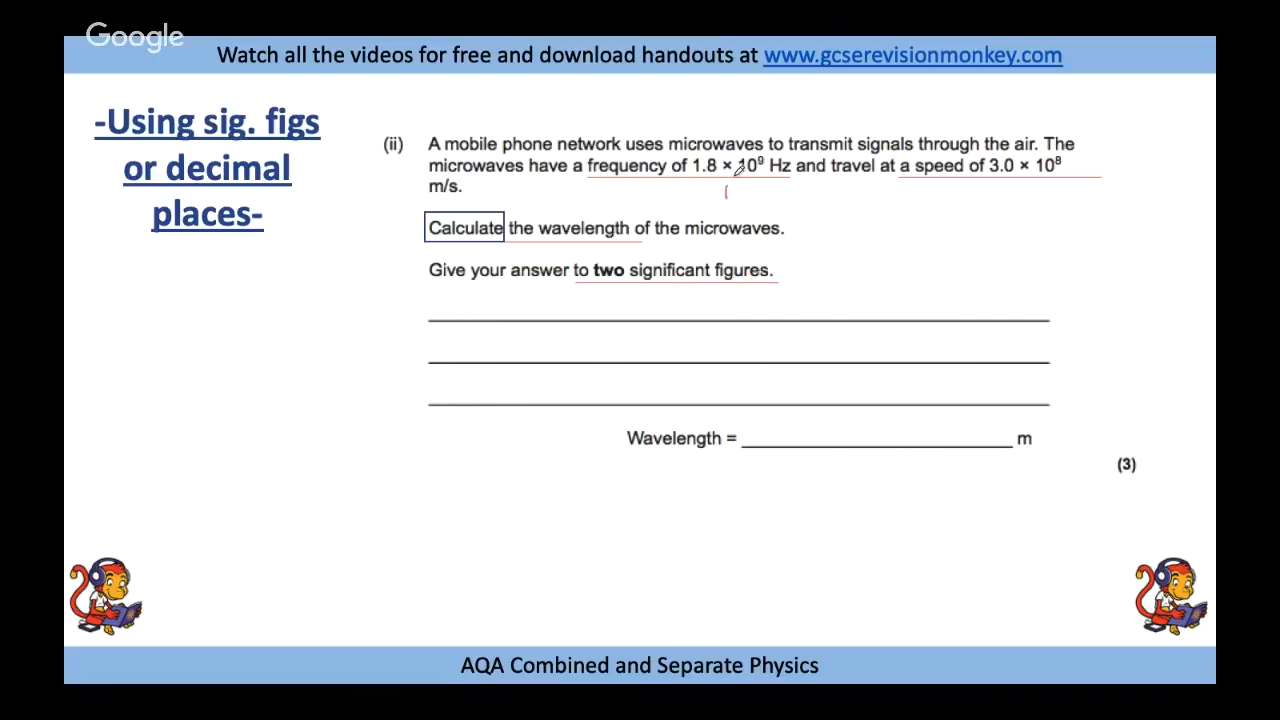 Google
Watch all the videos for free and download handouts at www.gcserevisionmonkey.com
-Using sig. figs
or decimal
places-
(ii) A mobile phone network uses microwaves to transmit signals through the air. The
microwaves have a frequency of 1.8 × 10⁹ Hz and travel at a speed of 3.0 × 10⁸
m/s.
Calculate the wavelength of the microwaves.
Give your answer to two significant figures.
Wavelength = ____________________________ m
(3)
AQA Combined and Separate Physics